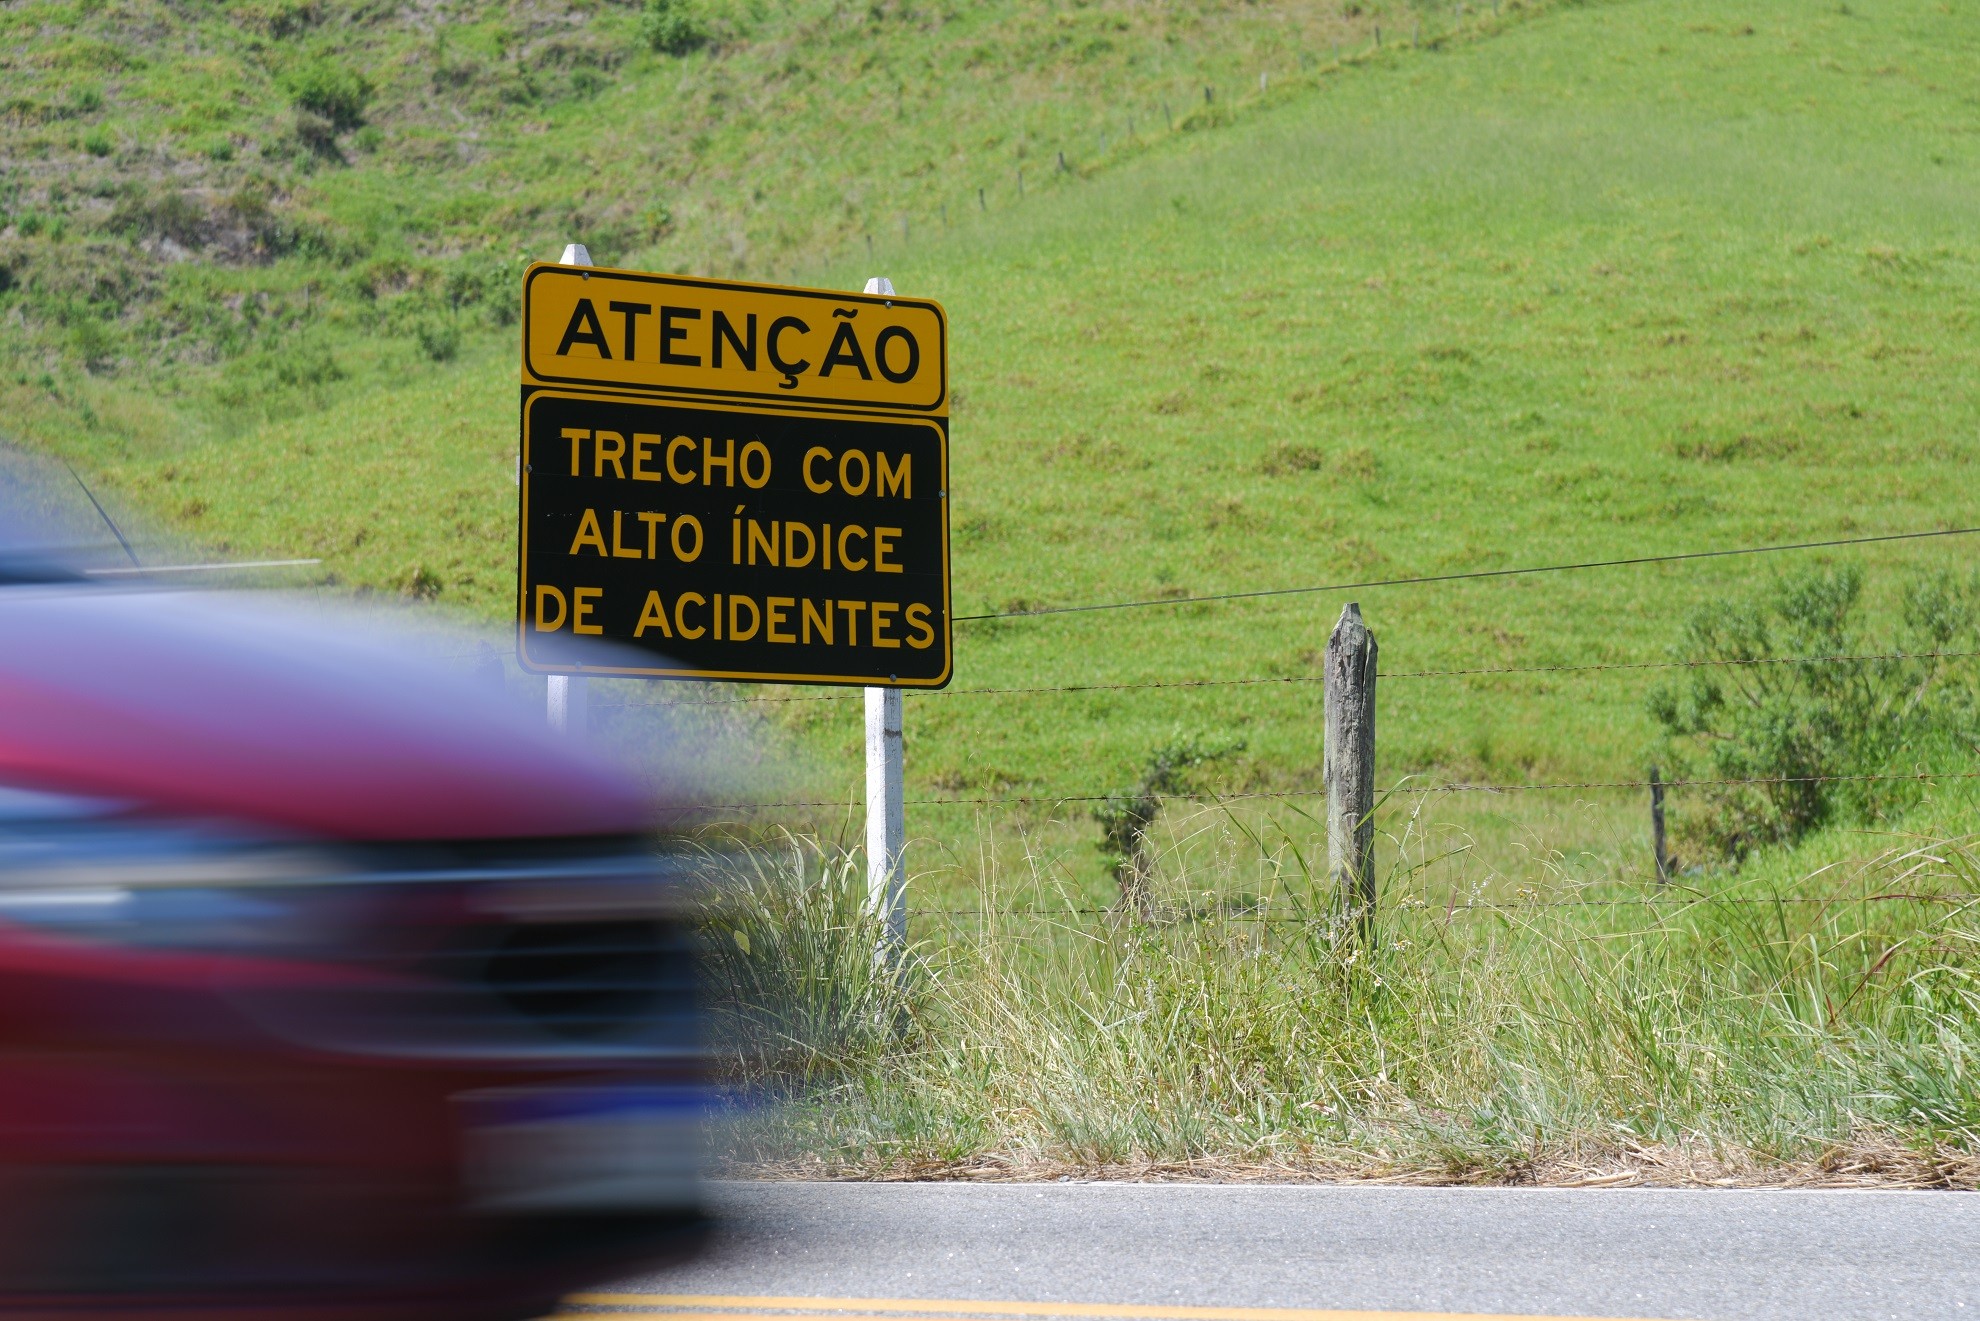 ATENÇÃO
TRECHO COM
ALTO ÍNDICE
DE ACIDENTES